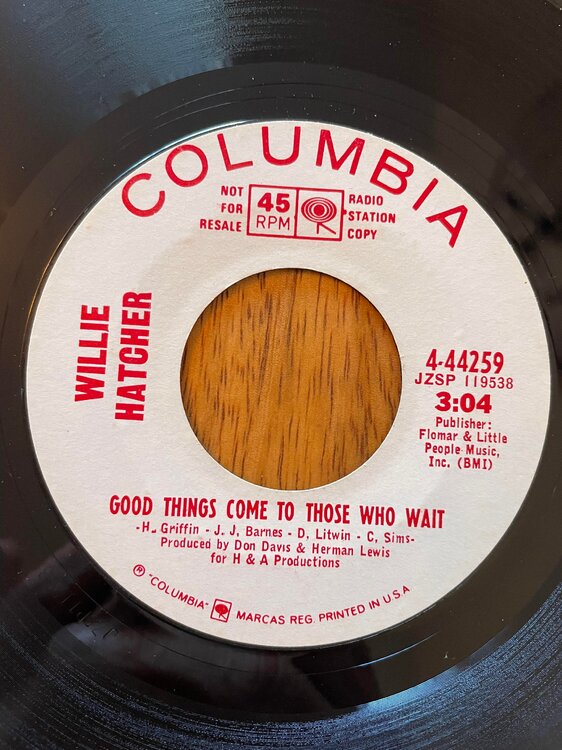 COLUMBIA
NOT
FOR
RESALE
45
RPM
RADIO
STATION
COPY
WILLIE
HATCHER
4-44259
JZSP 119538
3:04
Publisher:
Flomar & Little
People Music,
Inc. (BMI)
GOOD THINGS COME TO THOSE WHO WAIT
-H. Griffin - J. J. Barnes - D. Litwin - C. Sims-
Produced by Don Davis & Herman Lewis
for H & A Productions
® "COLUMBIA" MARCAS REG. PRINTED IN U.S.A